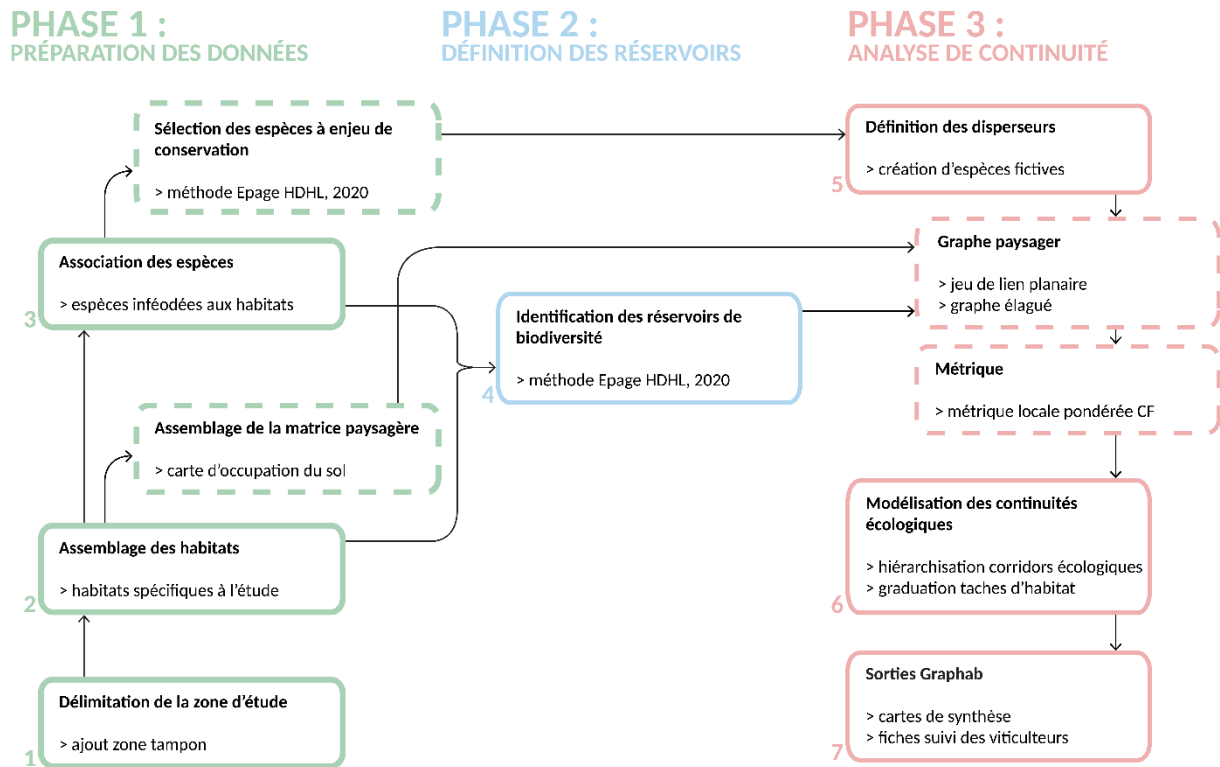 PHASE 1 :
PRÉPARATION DES DONNÉES
PHASE 2 :
DÉFINITION DES RÉSERVOIRS
PHASE 3 :
ANALYSE DE CONTINUITÉ
Sélection des espèces à enjeu de
conservation
> méthode Epage HDHL, 2020
3
Association des espèces
> espèces inféodées aux habitats
Assemblage de la matrice paysagère
> carte d'occupation du sol
2
Assemblage des habitats
> habitats spécifiques à l'étude
1
Délimitation de la zone d'étude
> ajout zone tampon
4
Identification des réservoirs de
biodiversité
> méthode Epage HDHL, 2020
5
Définition des disperseurs
> création d'espèces fictives
Graphe paysager
> jeu de lien planaire
> graphe élagué
Métrique
> métrique locale pondérée CF
6
Modélisation des continuités
écologiques
> hiérarchisation corridors écologiques
> graduation taches d'habitat
7
Sorties Graphab
> cartes de synthèse
> fiches suivi des viticulteurs